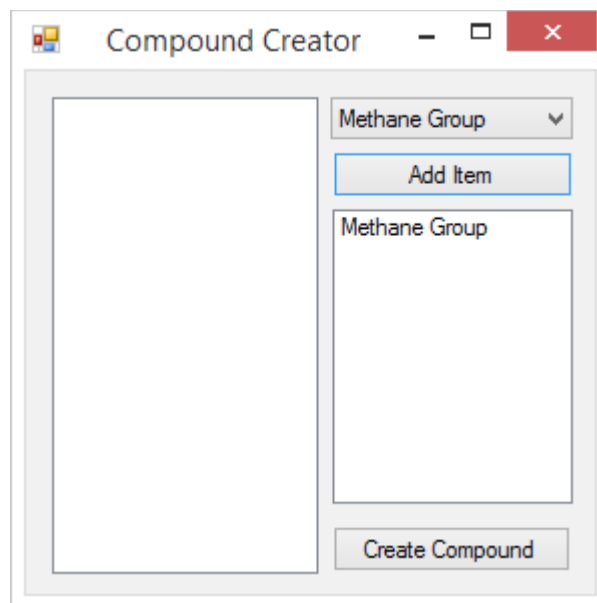 Compound Creator
Methane Group
Add Item
Methane Group
Create Compound